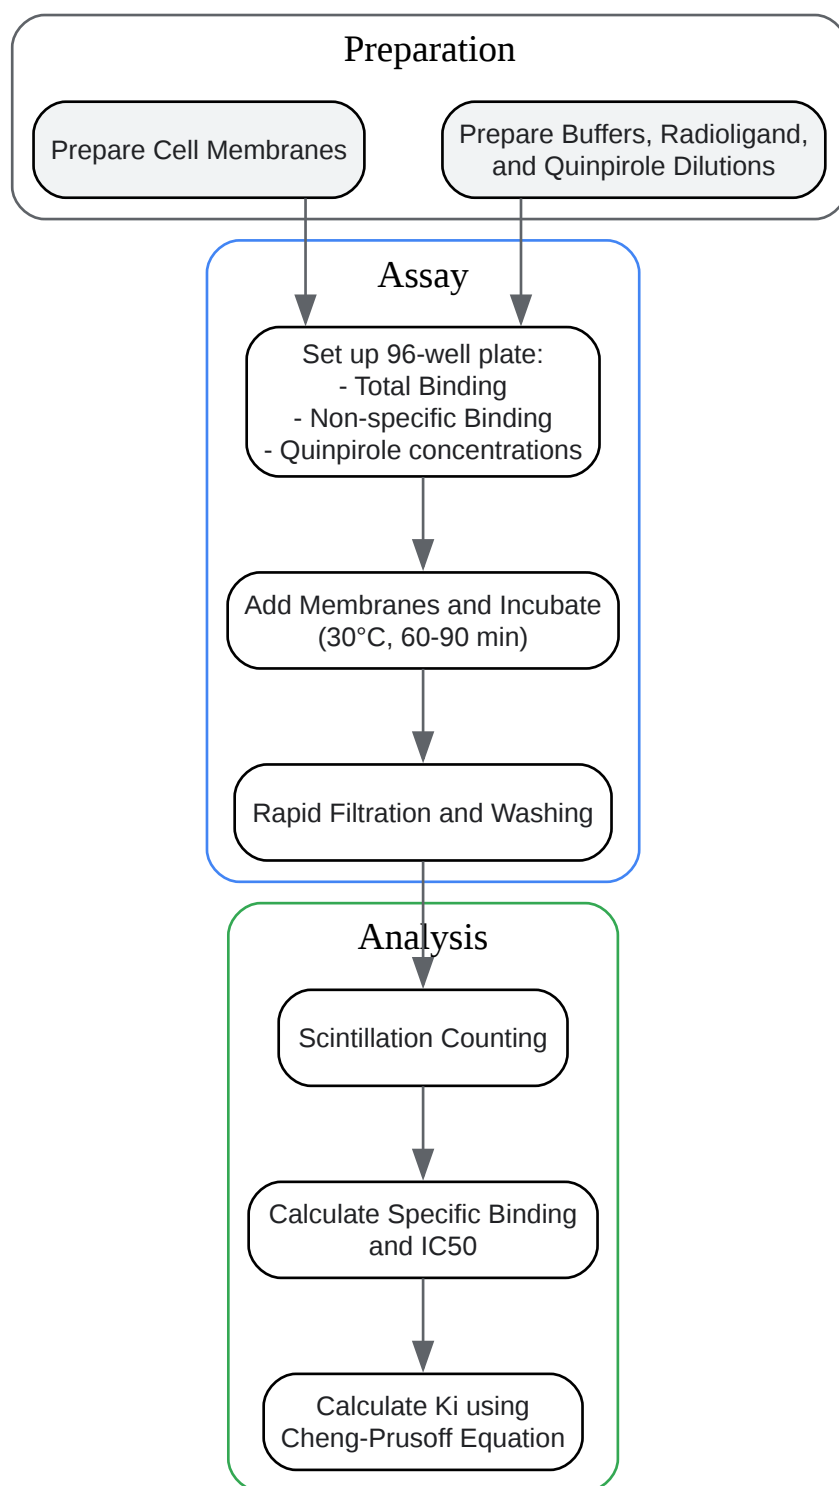 Preparation
Prepare Cell Membranes
Prepare Buffers, Radioligand,
and Quinpirole Dilutions
Assay
Set up 96-well plate:
- Total Binding
- Non-specific Binding
- Quinpirole concentrations
Add Membranes and Incubate
(30°C, 60-90 min)
Rapid Filtration and Washing
Analysis
Scintillation Counting
Calculate Specific Binding
and IC50
Calculate Ki using
Cheng-Prusoff Equation